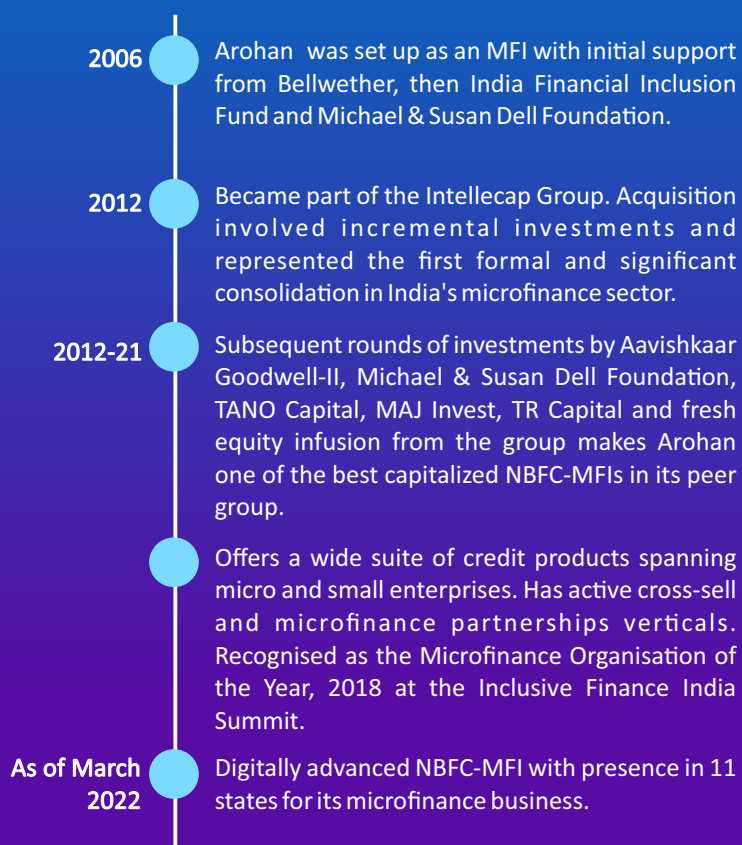 2006
Arohan was set up as an MFI with initial support
from Bellwether, then India Financial Inclusion
Fund and Michael & Susan Dell Foundation.
2012
Became part of the Intellecap Group. Acquisition
involved incremental investments and
represented the first formal and significant
consolidation in India's microfinance sector.
2012-21
Subsequent rounds of investments by Aavishkaar
Goodwell-II, Michael & Susan Dell Foundation,
TANO Capital, MAJ Invest, TR Capital and fresh
equity infusion from the group makes Arohan
one of the best capitalized NBFC-MFIs in its peer
group.
Offers a wide suite of credit products spanning
micro and small enterprises. Has active cross-sell
and microfinance partnerships verticals.
Recognised as the Microfinance Organisation of
the Year, 2018 at the Inclusive Finance India
Summit.
As of March
2022
Digitally advanced NBFC-MFI with presence in 11
states for its microfinance business.